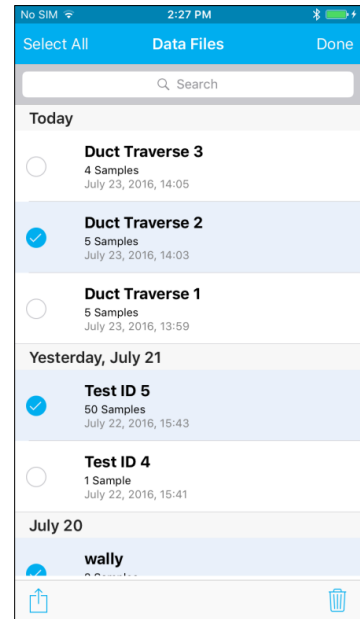 No SIM 2:27 PM
Select All Data Files Done
Search
Today
Duct Traverse 3
4 Samples
July 23, 2016, 14:05
Duct Traverse 2
5 Samples
July 23, 2016, 14:03
Duct Traverse 1
5 Samples
July 23, 2016, 13:59
Yesterday, July 21
Test ID 5
50 Samples
July 22, 2016, 15:43
Test ID 4
1 Sample
July 22, 2016, 15:41
July 20
wally